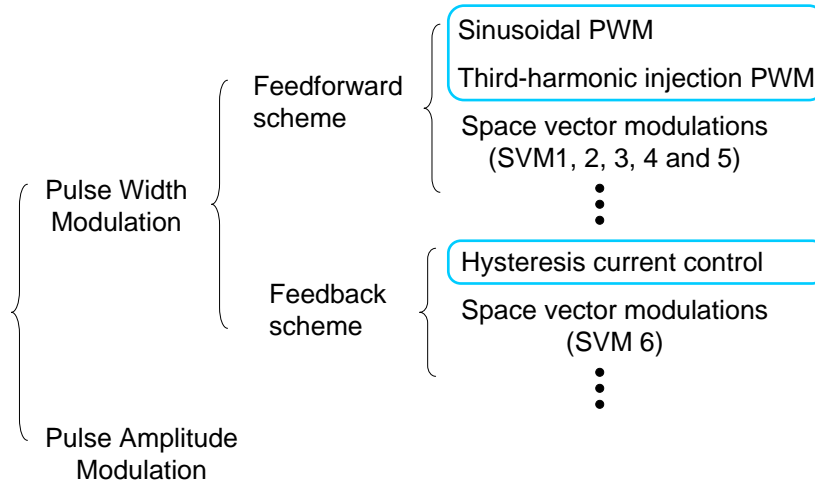 Sinusoidal PWM
Third-harmonic injection PWM
Feedforward
scheme
Space vector modulations
(SVM1, 2, 3, 4 and 5)
Pulse Width
Modulation
Hysteresis current control
Feedback
scheme
Space vector modulations
(SVM 6)
Pulse Amplitude
Modulation